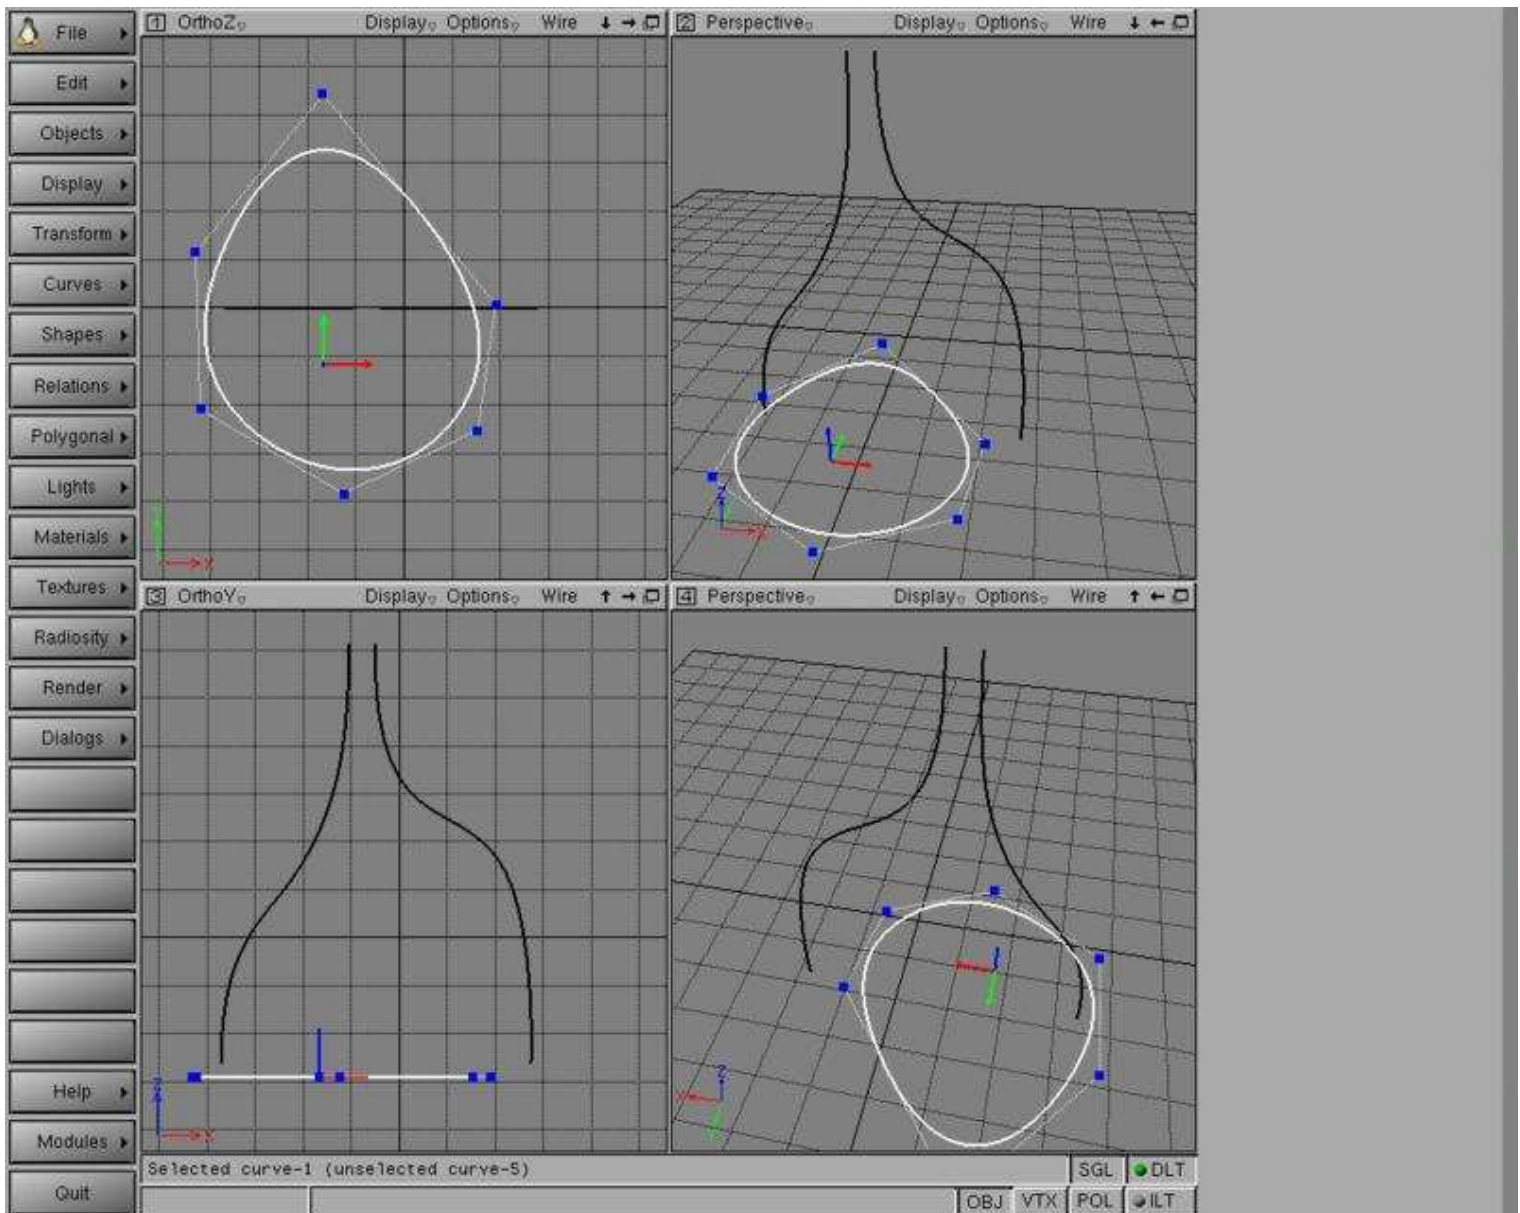 File
Edit
Objects
Display
Transform
Curves
Shapes
Relations
Polygonal
Lights
Materials
Textures
Radiosity
Render
Dialogs
Help
Modules
Quit
1 OrthoZ Display Options Wire
X
2 Perspective Display Options Wire
Z
X
3 OrthoY Display Options Wire
Z
X
4 Perspective Display Options Wire
Z
X
Y
Selected curve-1 (unselected curve-5)
SGL DLT
OBJ VTX POL ILT